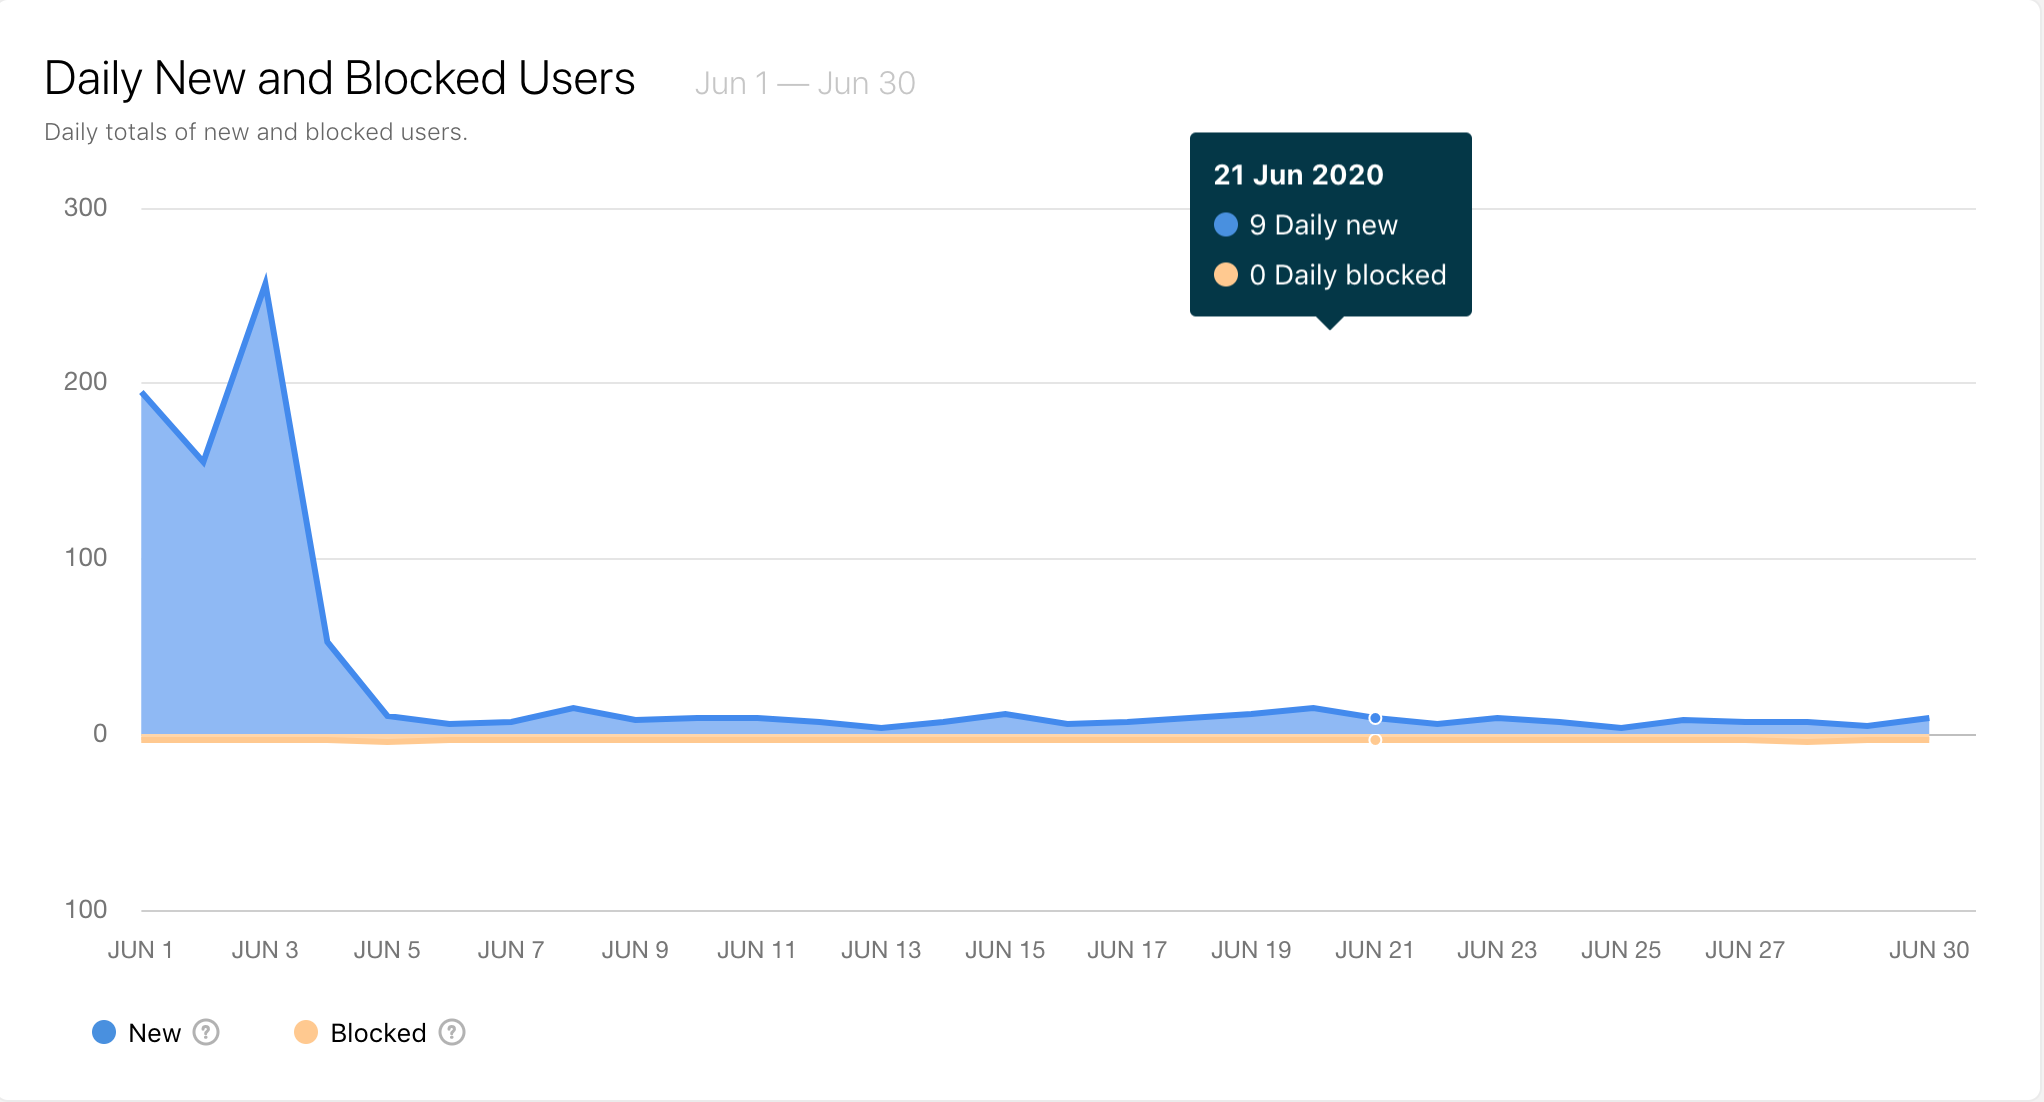 Daily New and Blocked Users Jun 1 — Jun 30
Daily totals of new and blocked users.
21 Jun 2020
9 Daily new
0 Daily blocked
300
200
100
0
100
JUN 1 JUN 3 JUN 5 JUN 7 JUN 9 JUN 11 JUN 13 JUN 15 JUN 17 JUN 19 JUN 21 JUN 23 JUN 25 JUN 27 JUN 30
New ? Blocked ?